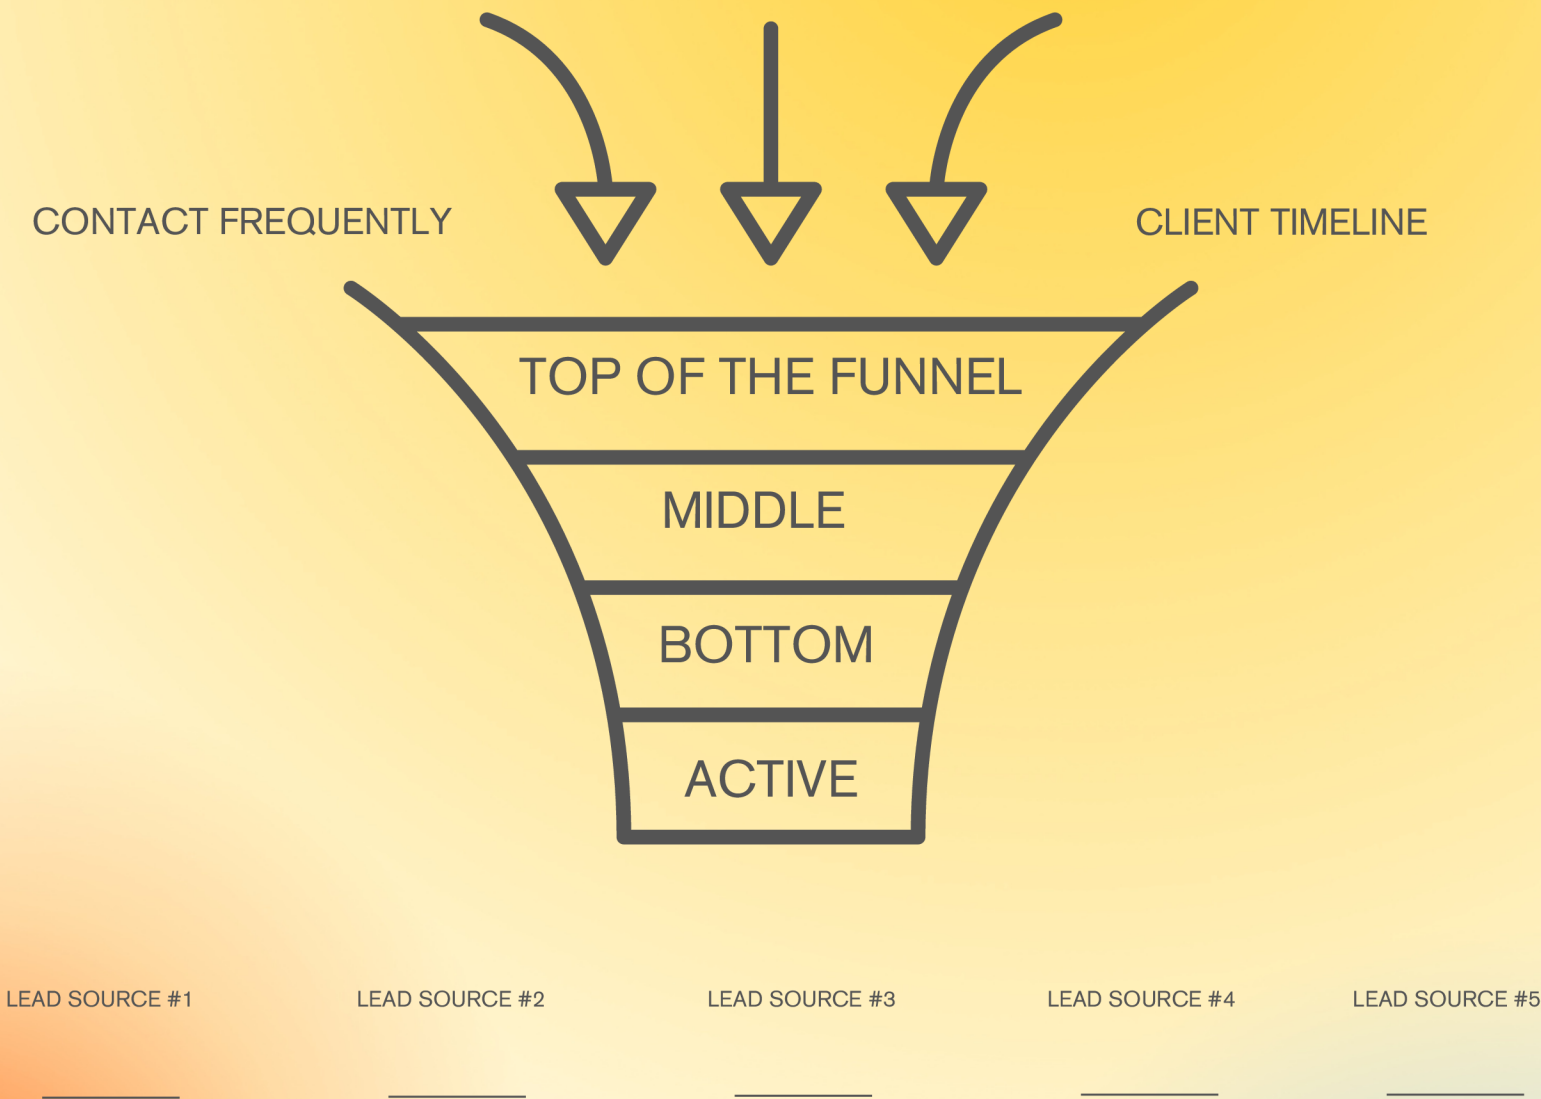 CONTACT FREQUENTLY
CLIENT TIMELINE
TOP OF THE FUNNEL
MIDDLE
BOTTOM
ACTIVE
LEAD SOURCE #1
LEAD SOURCE #2
LEAD SOURCE #3
LEAD SOURCE #4
LEAD SOURCE #5